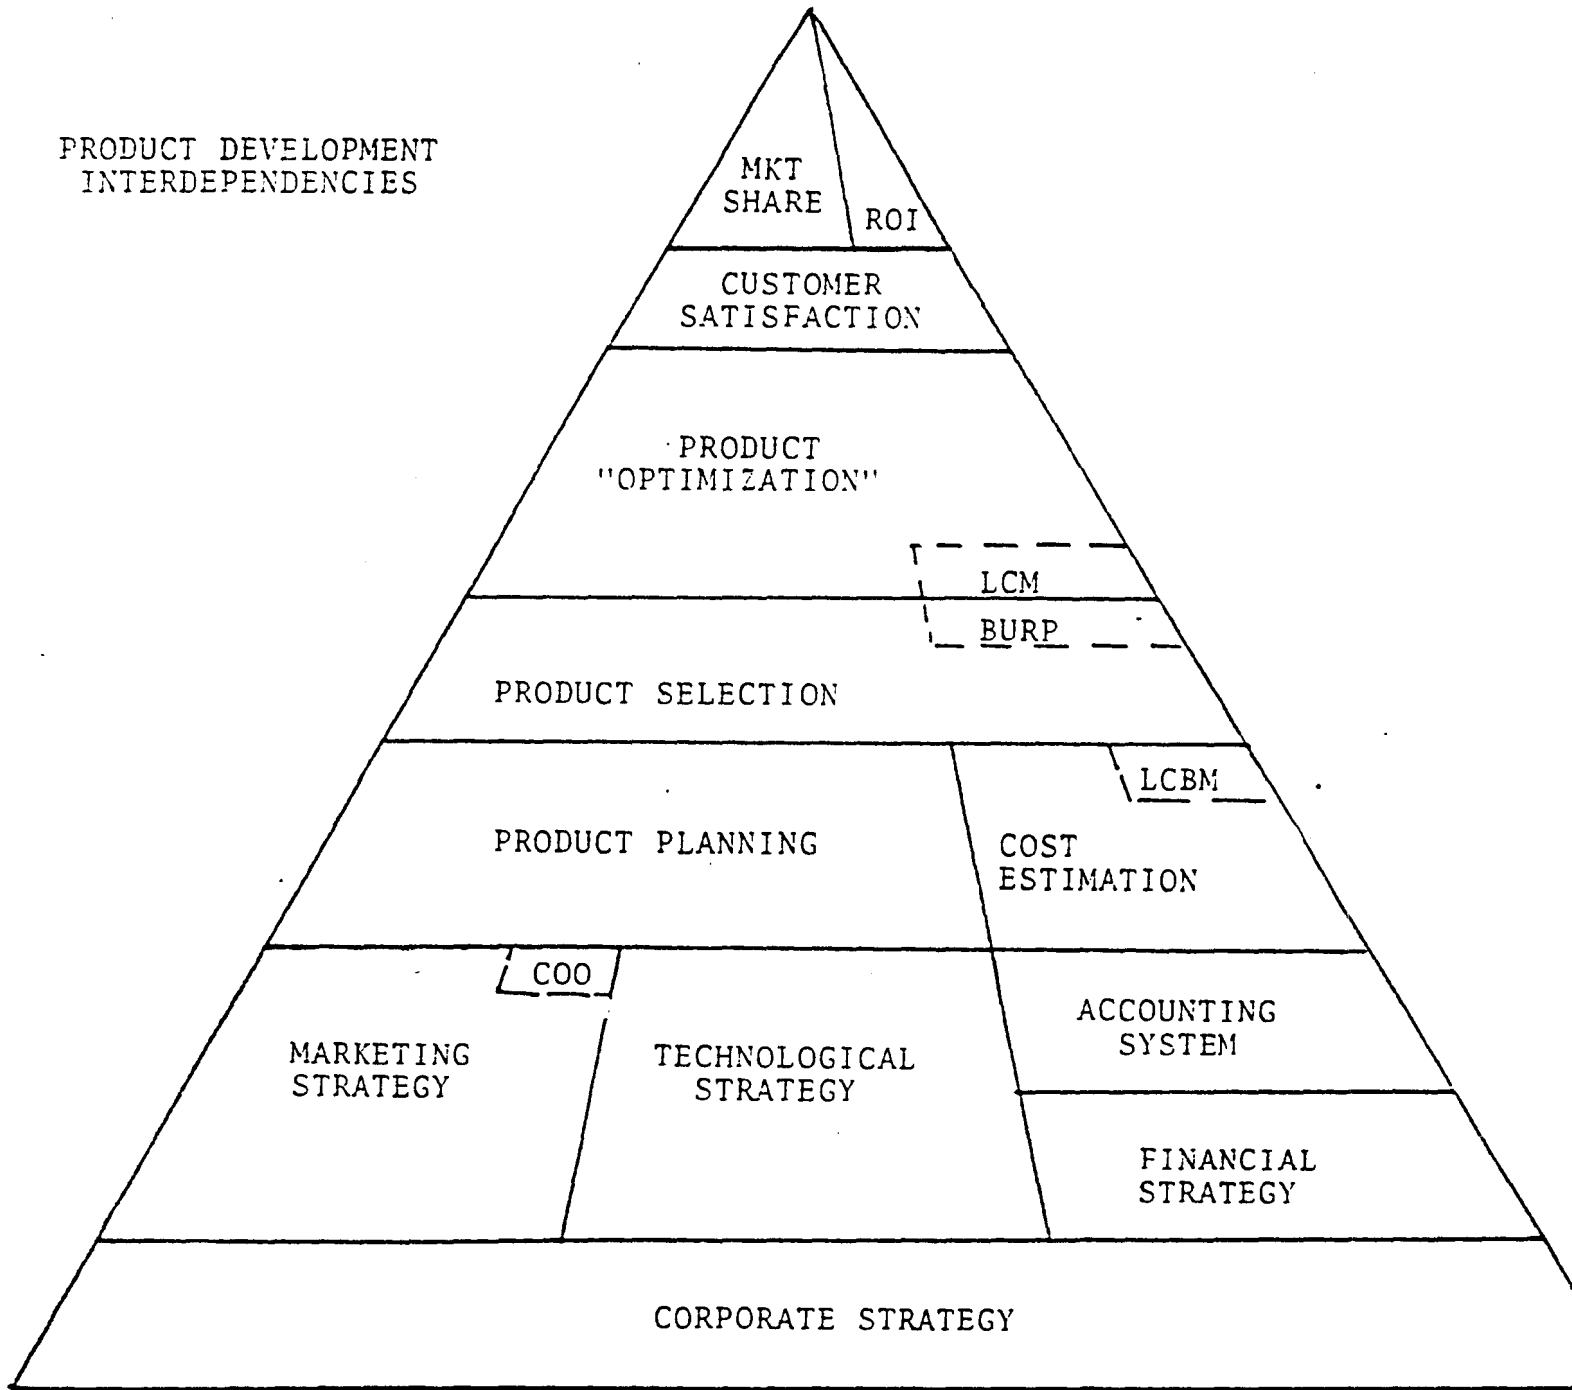 PRODUCT DEVELOPMENT
INTERDEPENDENCIES
MKT
SHARE
ROI
CUSTOMER
SATISFACTION
PRODUCT
"OPTIMIZATION"
LCM
BURP
PRODUCT SELECTION
LCBM
PRODUCT PLANNING
COST
ESTIMATION
COO
MARKETING
STRATEGY
TECHNOLOGICAL
STRATEGY
ACCOUNTING
SYSTEM
FINANCIAL
STRATEGY
CORPORATE STRATEGY